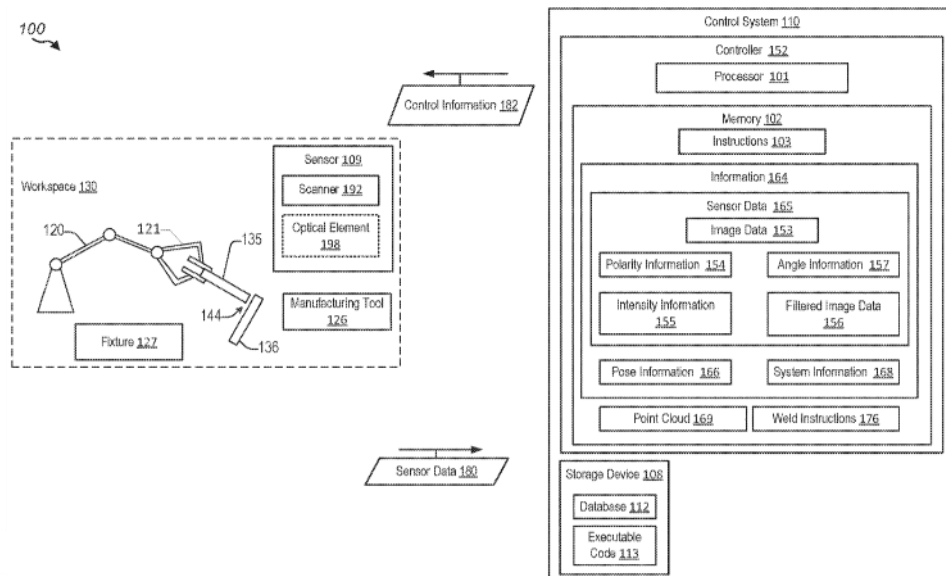 100
Control System 110
Controller 152
Processor 101
Control Information 182
Memory 102
Instructions 103
Information 164
Sensor Data 165
Image Data 153
Polarity Information 154
Angle Information 157
Intensity Information
155
Filtered Image Data
156
Pose Information 166
System Information 168
Point Cloud 169
Weld Instructions 176
Workspace 130
Sensor 109
Scanner 192
Optical Element
198
120
121
135
144
136
Manufacturing Tool
126
Fixture 127
Sensor Data 180
Storage Device 108
Database 112
Executable
Code 113